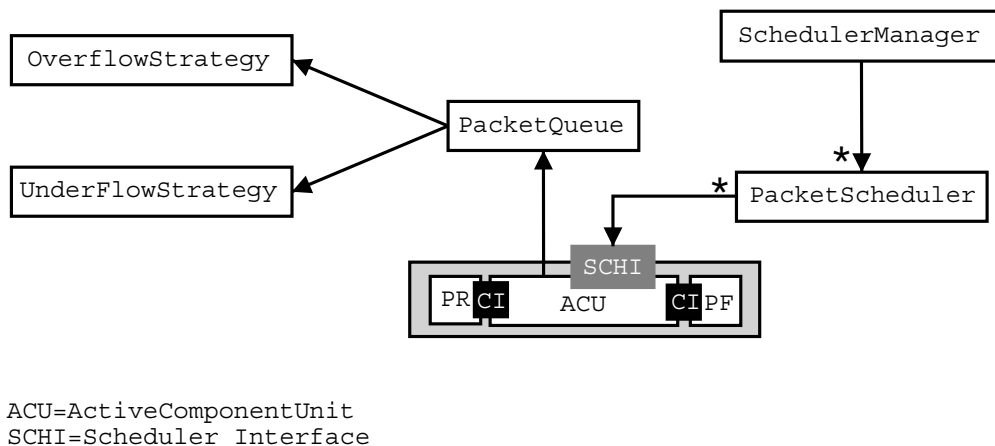 SchedulerManager
OverflowStrategy
PacketQueue
*
UnderFlowStrategy
*
PacketScheduler
SCHI
PR CI ACU CI PF
ACU=ActiveComponentUnit
SCHI=Scheduler Interface